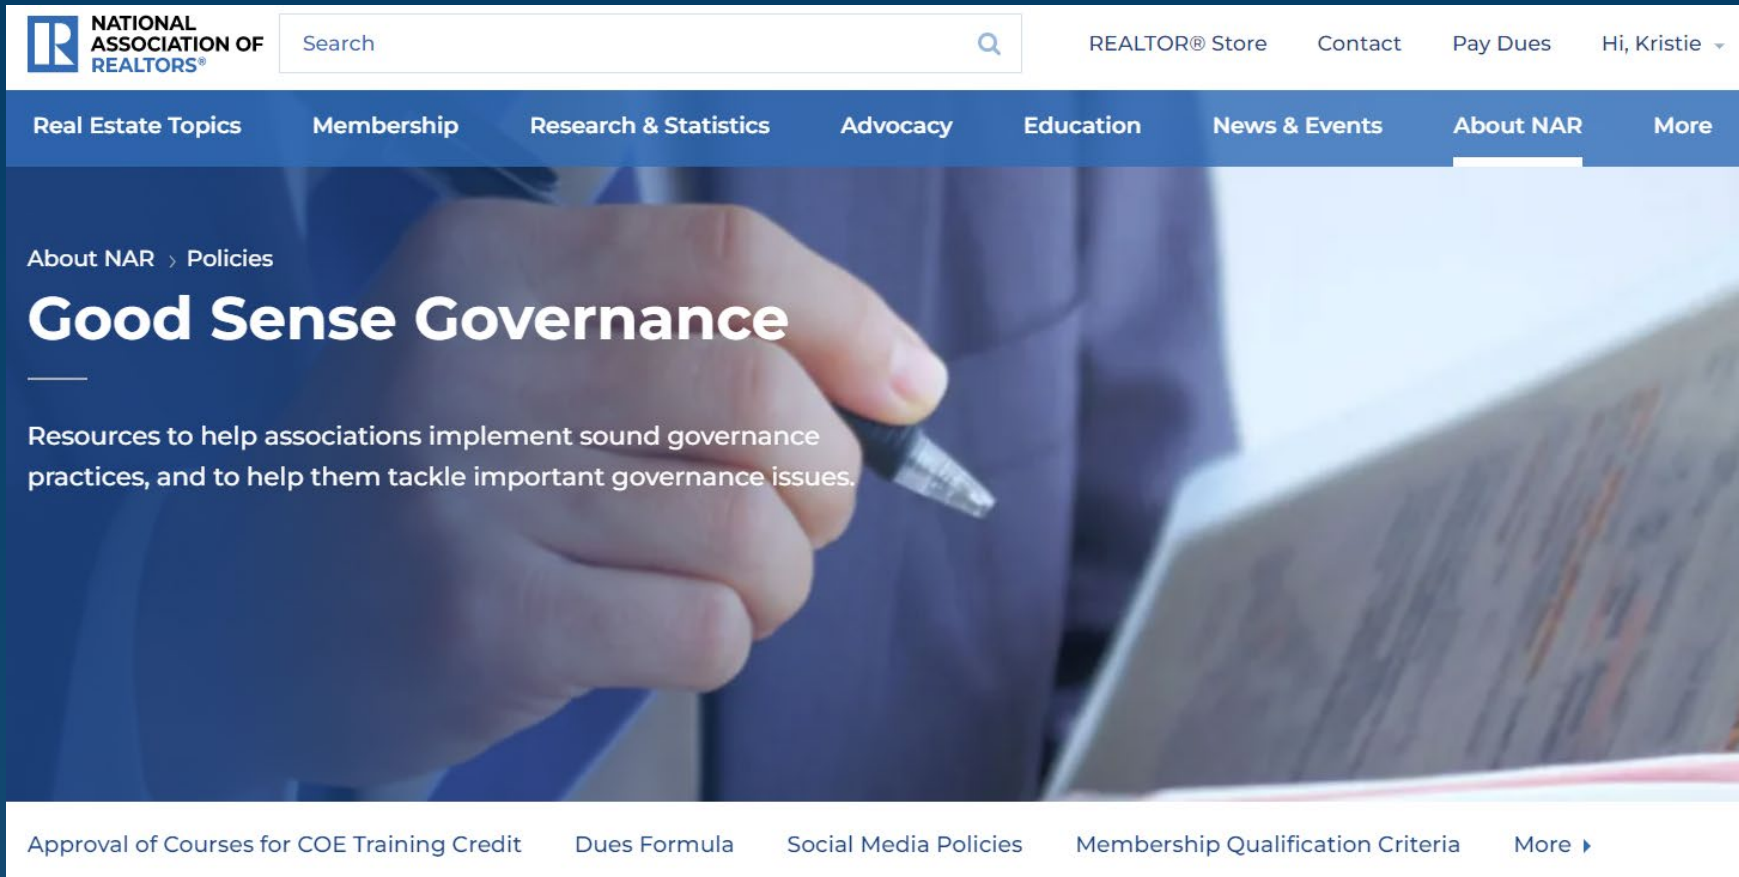 NATIONAL
ASSOCIATION OF
REALTORS®
Search
REALTOR® Store
Contact
Pay Dues
Hi, Kristie
Real Estate Topics
Membership
Research & Statistics
Advocacy
Education
News & Events
About NAR
More
About NAR › Policies
Good Sense Governance
Resources to help associations implement sound governance
practices, and to help them tackle important governance issues.
Approval of Courses for COE Training Credit
Dues Formula
Social Media Policies
Membership Qualification Criteria
More